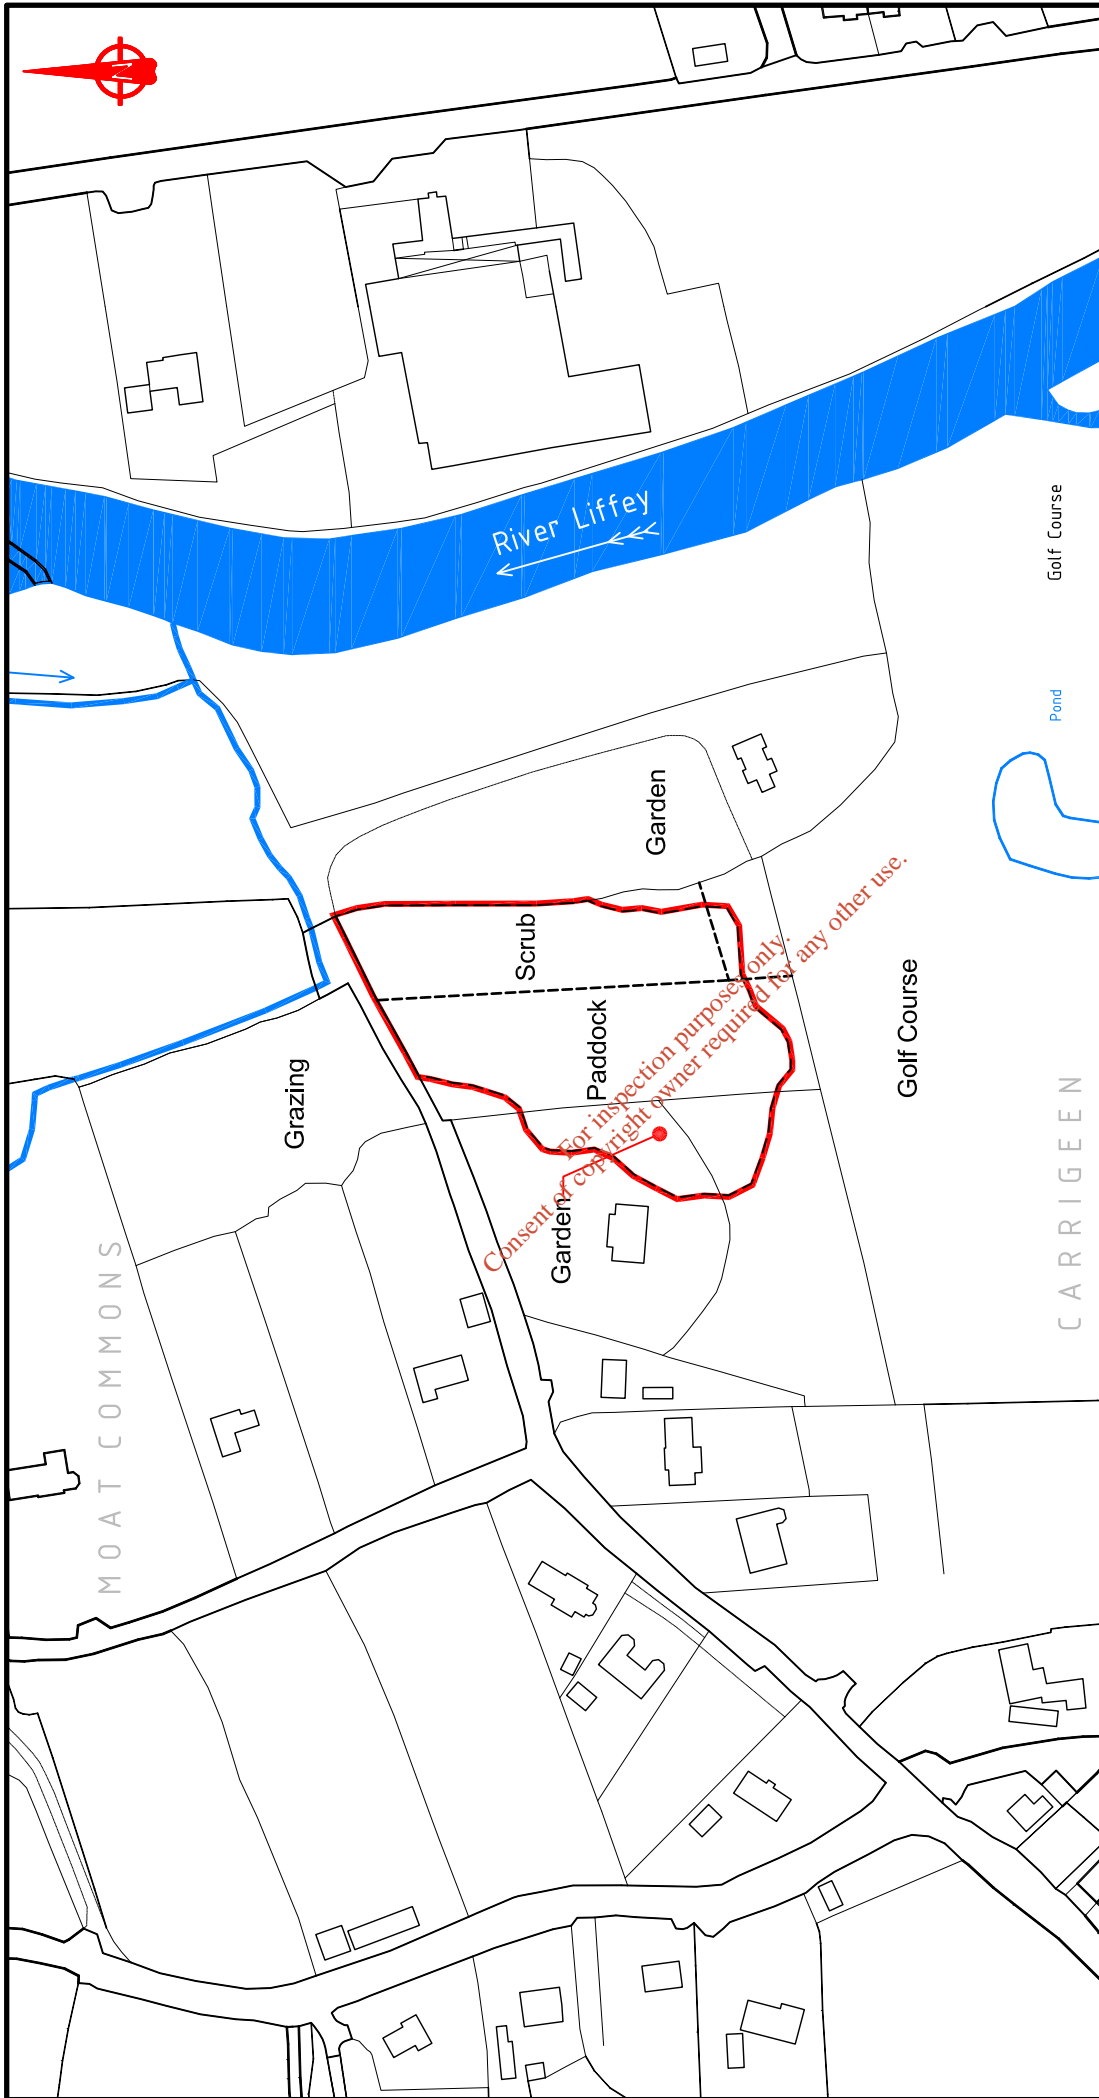 N
River Liffey
Golf Course
Pond
Garden
Scrub
Paddock
Grazing
Garden
Golf Course
MOAT COMMONS
CARRIGEEN
For inspection purposes only.
Consent of copyright owner required for any other use.